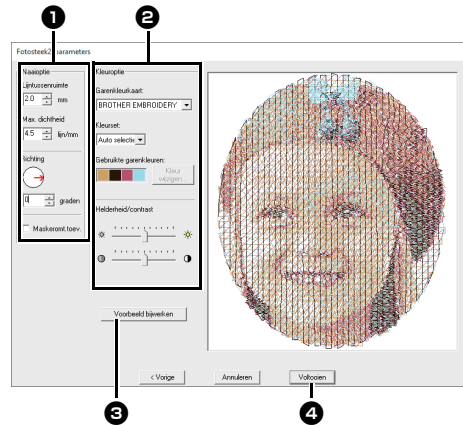 1
2
Fotosteek2 parameters
Naaioptie
Lijntussenruimte
2.0 mm
Max. dichtheid
4.5 lijn/mm
Richting
0 graden
Maskeromt.toev.
Kleuroptie
Garenkleurkaart:
BROTHER EMBROIDERY
Kleurset:
Auto selectie
Gebruikte garenkleuren:
Kleur
wijzigen...
Helderheid/contrast
Voorbeeld bijwerken
< Vorige
Annuleren
Voltooien
3
4